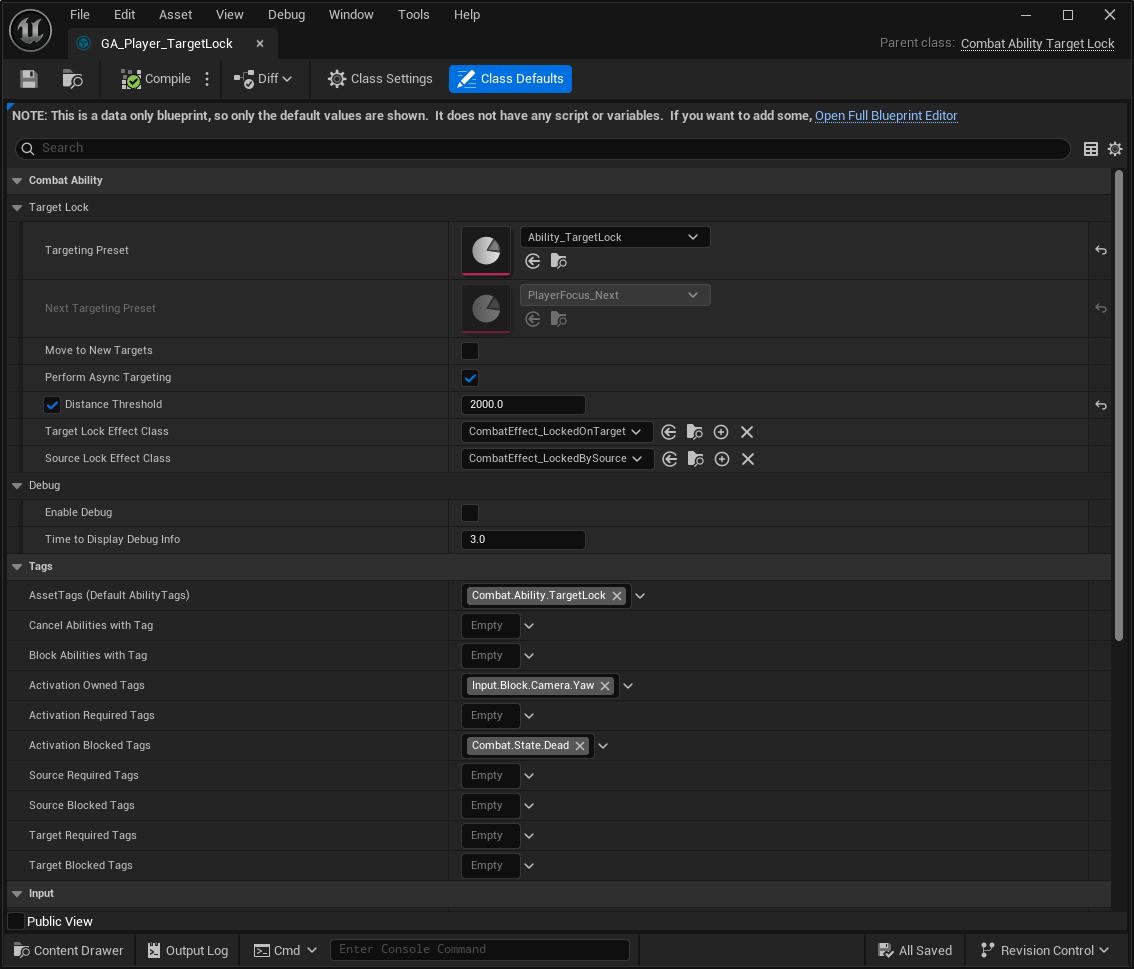 File Edit Asset View Debug Window Tools Help
GA_Player_TargetLock
Parent class: Combat Ability Target Lock
Compile Diff Class Settings Class Defaults
NOTE: This is a data only blueprint, so only the default values are shown.  It does not have any script or variables.  If you want to add some, Open Full Blueprint Editor
Search
Combat Ability
Target Lock
Targeting Preset Ability_TargetLock
Next Targeting Preset PlayerFocus_Next
Move to New Targets
Perform Async Targeting
Distance Threshold 2000.0
Target Lock Effect Class CombatEffect_LockedOnTarget
Source Lock Effect Class CombatEffect_LockedBySource
Debug
Enable Debug
Time to Display Debug Info 3.0
Tags
AssetTags (Default AbilityTags) Combat.Ability.TargetLock
Cancel Abilities with Tag Empty
Block Abilities with Tag Empty
Activation Owned Tags Input.Block.Camera.Yaw
Activation Required Tags Empty
Activation Blocked Tags Combat.State.Dead
Source Required Tags Empty
Source Blocked Tags Empty
Target Required Tags Empty
Target Blocked Tags Empty
Input
Public View
Content Drawer Output Log Cmd Enter Console Command All Saved Revision Control